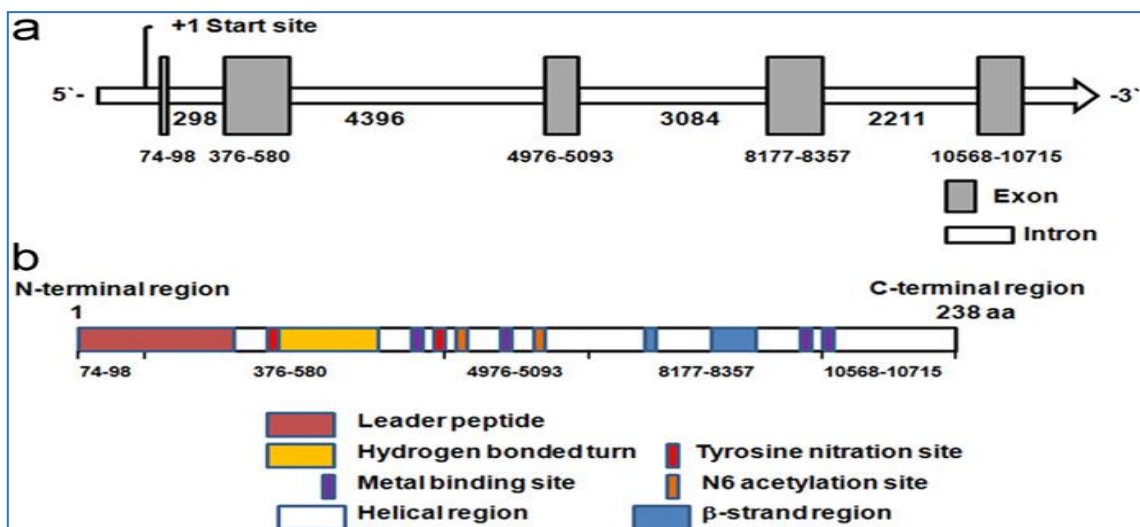 a
+1 Start site
5`-
-3`
298
4396
3084
2211
74-98 376-580 4976-5093 8177-8357 10568-10715
Exon
Intron
b
N-terminal region
C-terminal region
1
238 aa
74-98 376-580 4976-5093 8177-8357 10568-10715
Leader peptide
Hydrogen bonded turn
Tyrosine nitration site
Metal binding site
N6 acetylation site
Helical region
β-strand region